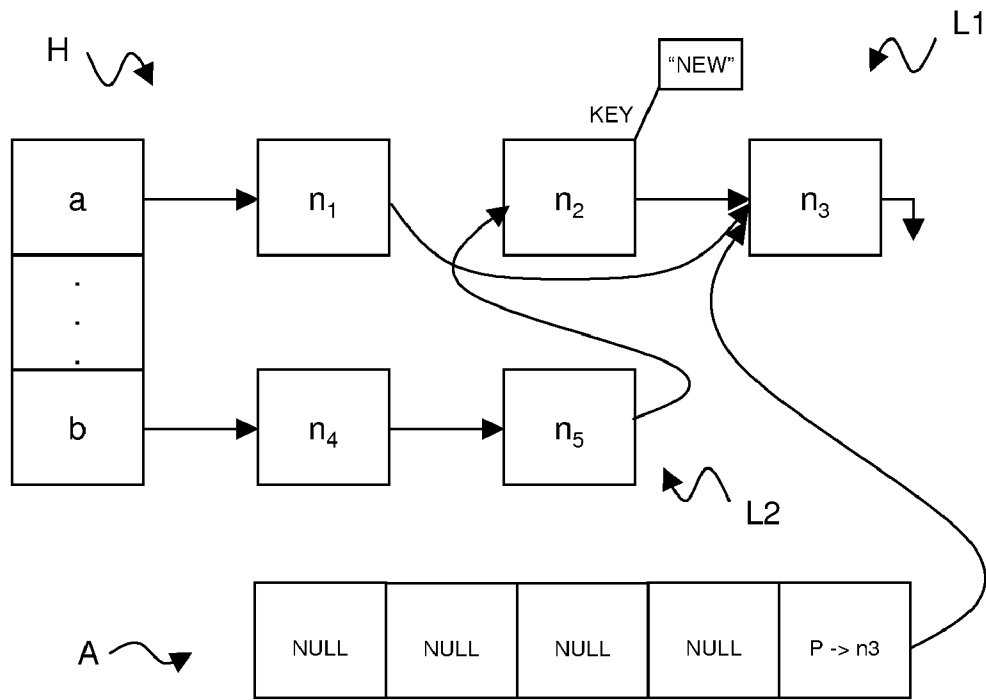 H
L1
"NEW"
KEY
a
n₁
n₂
n₃
.
.
.
b
n₄
n₅
L2
A
NULL
NULL
NULL
NULL
P -> n3